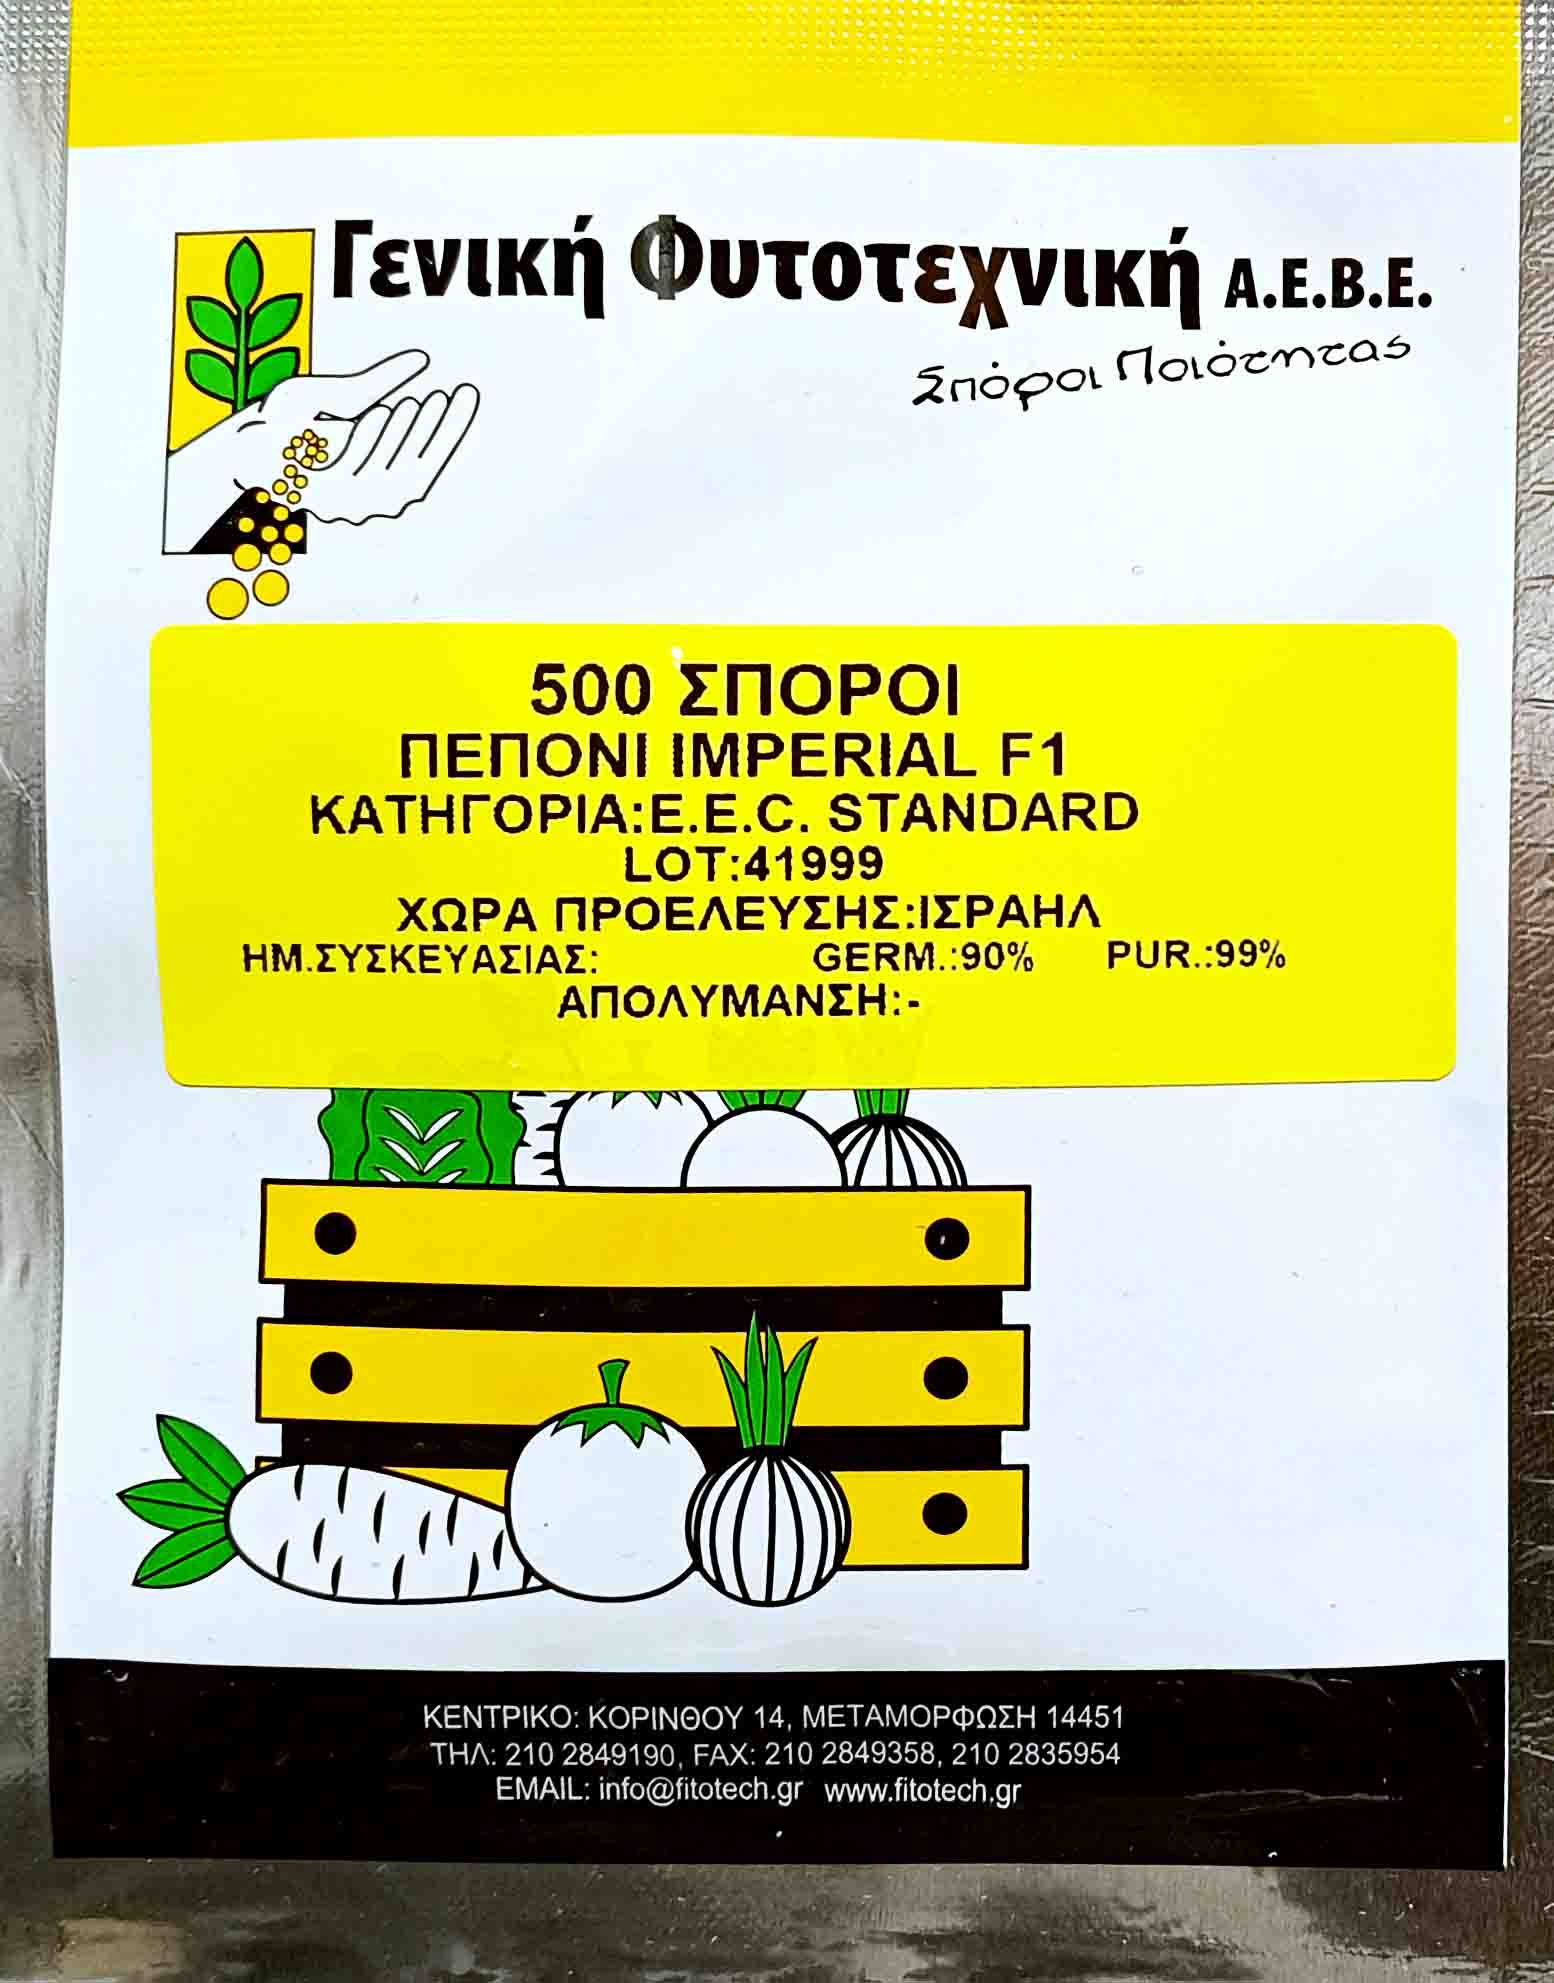 Γενική Φυτοτεχνική Α.Ε.Β.Ε.
Σπόροι Ποιότητας
500 ΣΠΟΡΟΙ
ΠΕΠΟΝΙ IMPERIAL F1
ΚΑΤΗΓΟΡΙΑ:E.E.C. STANDARD
LOT:41999
ΧΩΡΑ ΠΡΟΕΛΕΥΣΗΣ:ΙΣΡΑΗΛ
ΗΜ.ΣΥΣΚΕΥΑΣΙΑΣ: GERM.:90% PUR.:99%
ΑΠΟΛΥΜΑΝΣΗ:-
ΚΕΝΤΡΙΚΟ: ΚΟΡΙΝΘΟΥ 14, ΜΕΤΑΜΟΡΦΩΣΗ 14451
ΤΗΛ: 210 2849190, FAX: 210 2849358, 210 2835954
EMAIL: info@fitotech.gr www.fitotech.gr